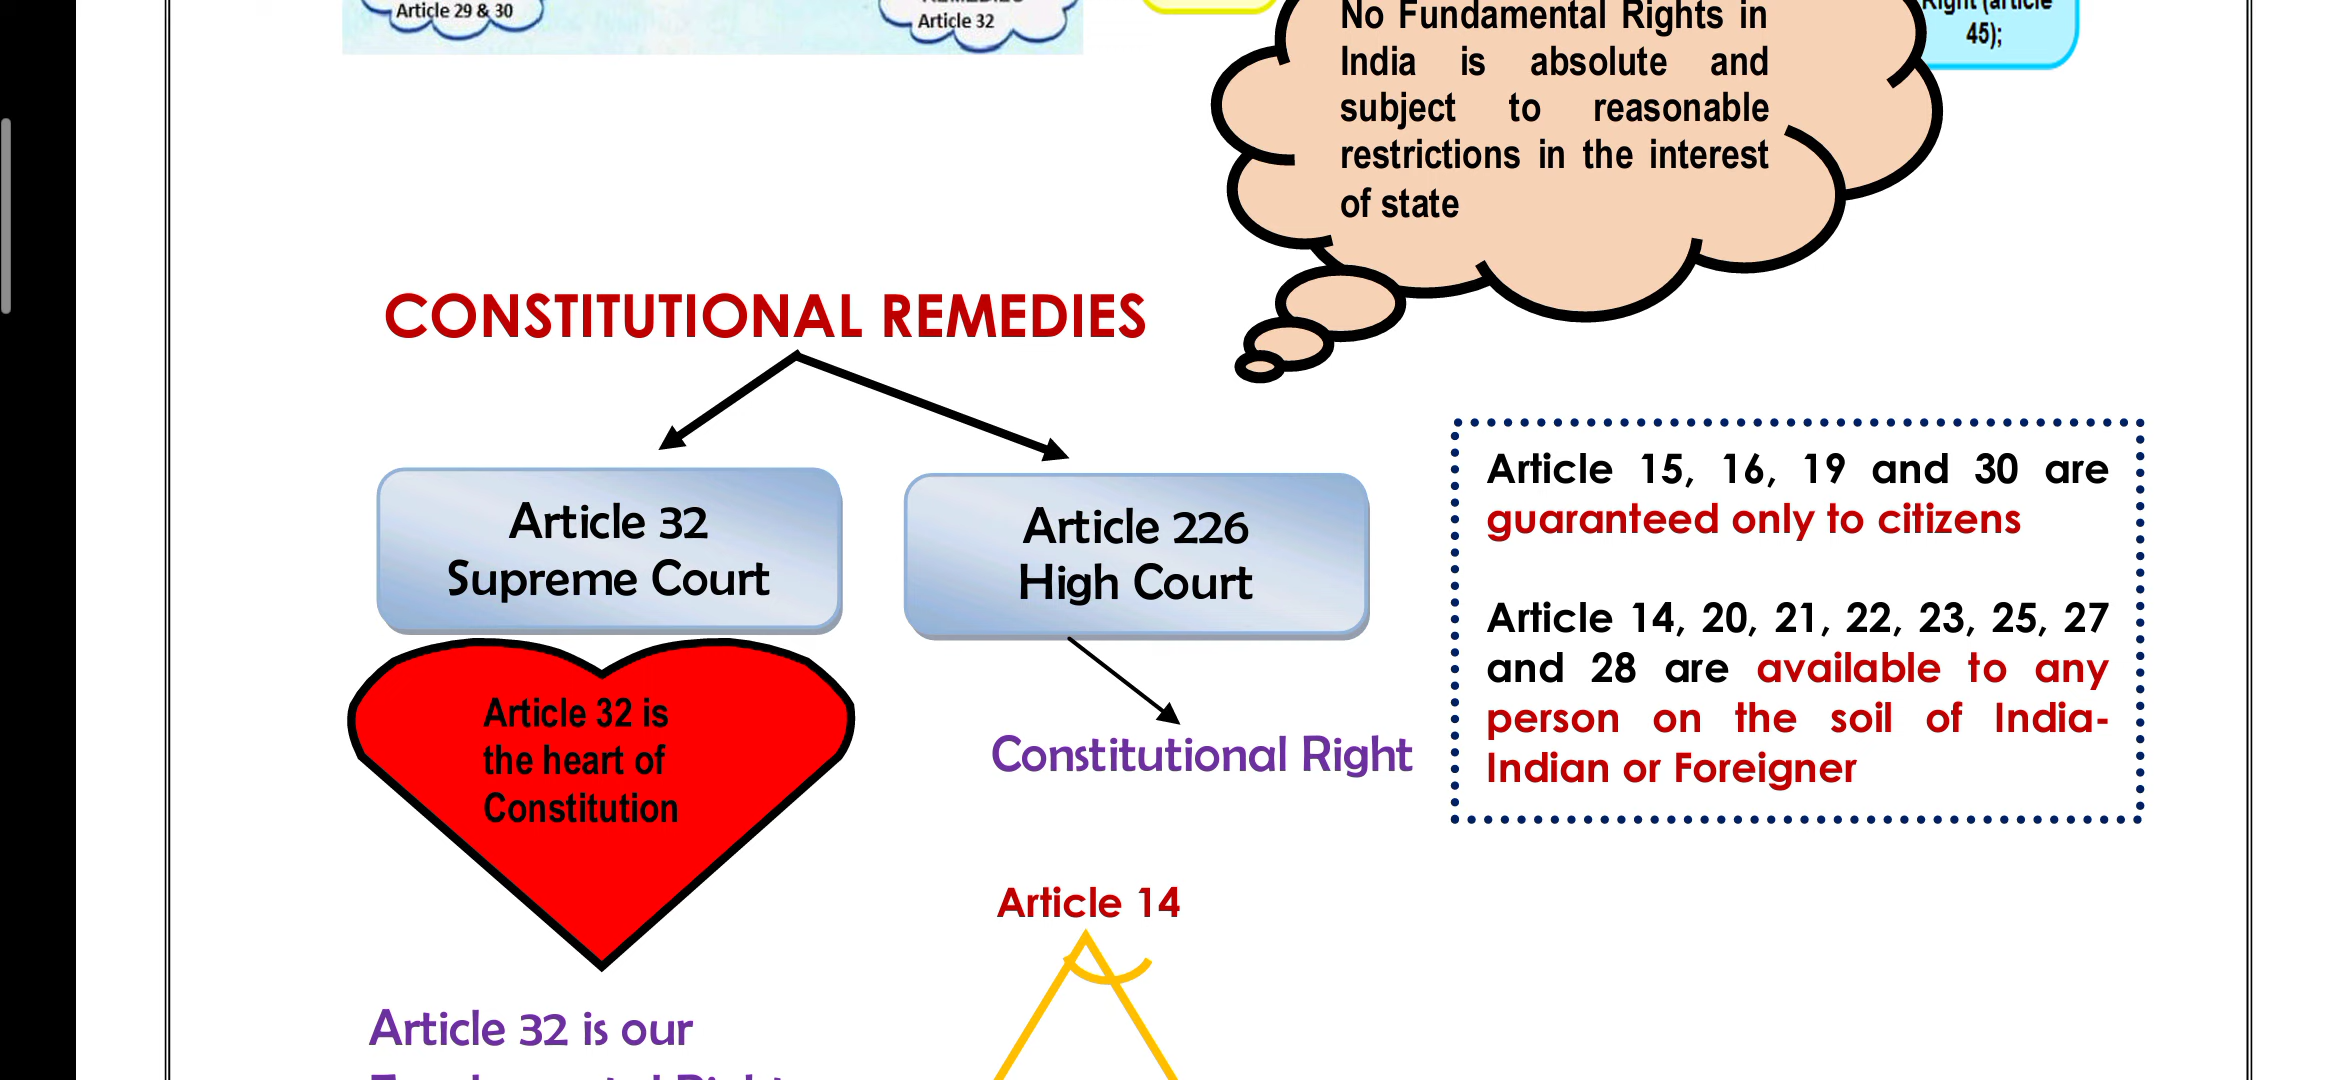 Article 29 & 30
Article 32
No Fundamental Rights in
India is absolute and
subject to reasonable
restrictions in the interest
of state
Right (article
45);
CONSTITUTIONAL REMEDIES
Article 32
Supreme Court
Article 226
High Court
Article 15, 16, 19 and 30 are
guaranteed only to citizens
Article 14, 20, 21, 22, 23, 25, 27
and 28 are available to any
person on the soil of India-
Indian or Foreigner
Article 32 is
the heart of
Constitution
Constitutional Right
Article 14
Article 32 is our